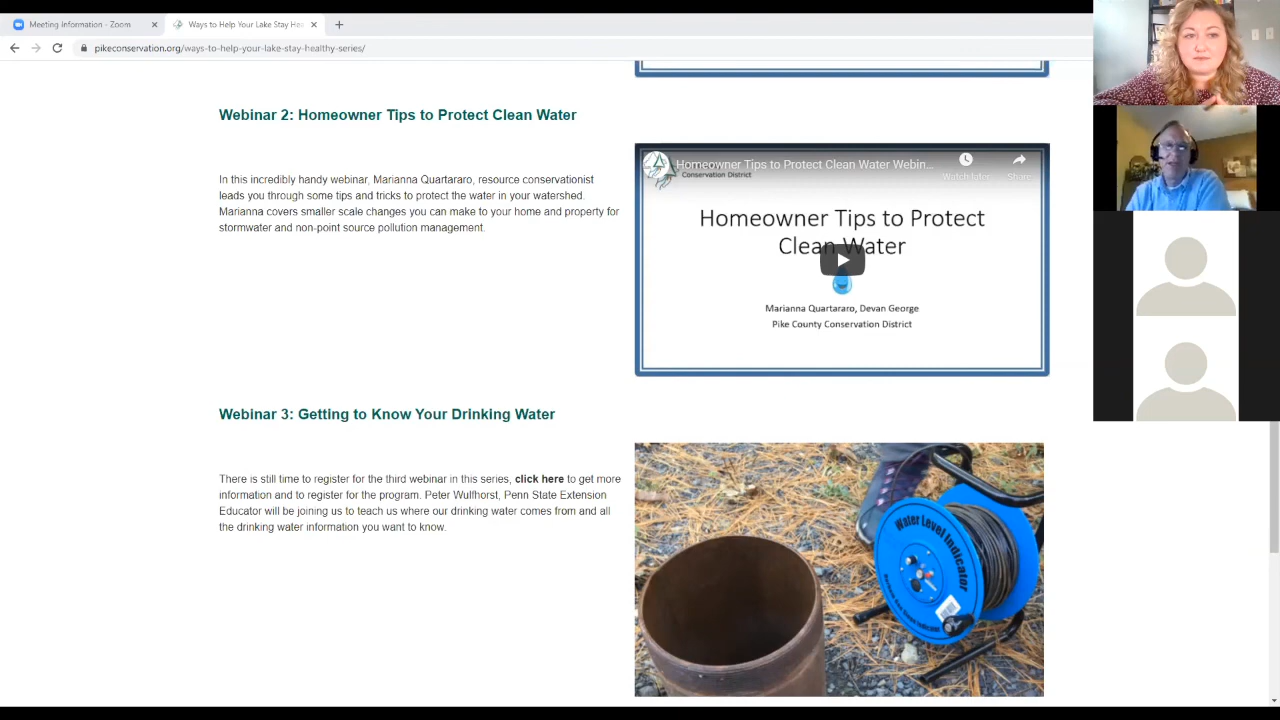 Meeting Information - Zoom
Ways to Help Your Lake Stay Hea
pikeconservation.org/ways-to-help-your-lake-stay-healthy-series/
Webinar 2: Homeowner Tips to Protect Clean Water
In this incredibly handy webinar, Marianna Quartararo, resource conservationist
leads you through some tips and tricks to protect the water in your watershed.
Marianna covers smaller scale changes you can make to your home and property for
stormwater and non-point source pollution management.
Homeowner Tips to Protect Clean Water Webin...
Conservation District
Watch later
Share
Homeowner Tips to Protect
Clean Water
Marianna Quartararo, Devan George
Pike County Conservation District
Webinar 3: Getting to Know Your Drinking Water
There is still time to register for the third webinar in this series, click here to get more
information and to register for the program. Peter Wulfhorst, Penn State Extension
Educator will be joining us to teach us where our drinking water comes from and all
the drinking water information you want to know.
Water Level Indicator